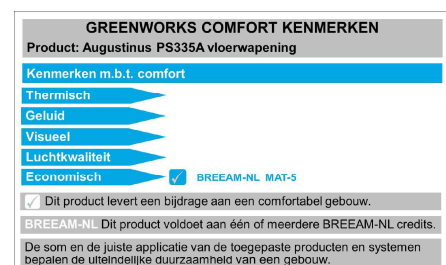 GREENWORKS COMFORT KENMERKEN
Product: Augustinus PS335A vloerwapening
Kenmerken m.b.t. comfort
Thermisch
Geluid
Visueel
Luchtkwaliteit
Economisch BREEAM-NL MAT-5
Dit product levert een bijdrage aan een comfortabel gebouw.
BREEAM-NL Dit product voldoet aan één of meerdere BREEAM-NL credits.
De som en de juiste applicatie van de toegepaste producten en systemen
bepalen de uiteindelijke duurzaamheid van een gebouw.